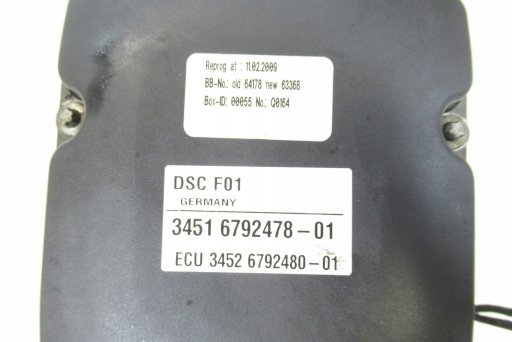 Reprog at : 11.02.2009
BB-No.: old 64178 new 63368
Box-ID: 00055 No.: Q0164
DSC F01
GERMANY
3451 6792478-01
ECU 3452 6792480-01